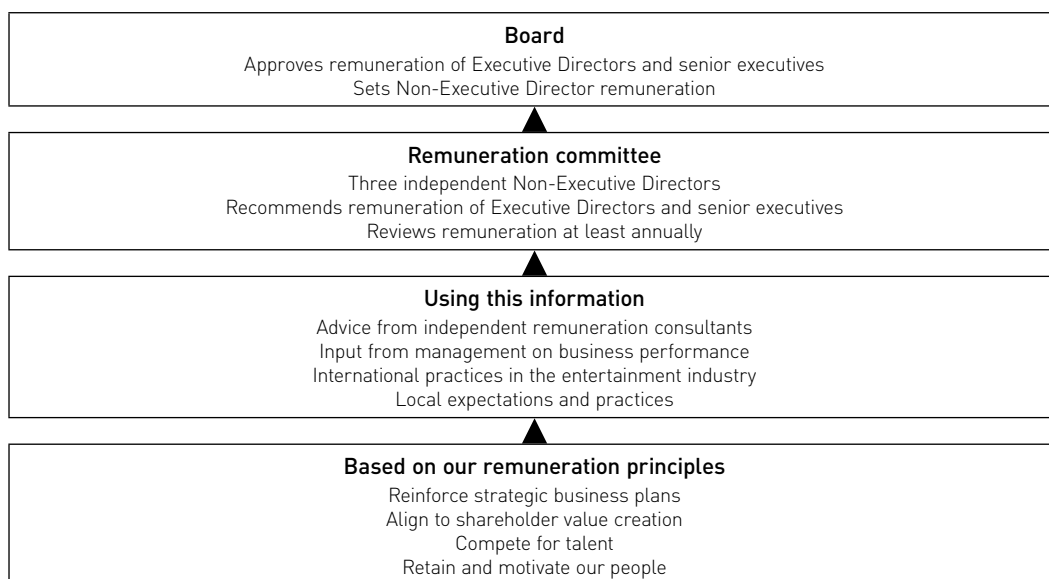 Board
Approves remuneration of Executive Directors and senior executives
Sets Non-Executive Director remuneration
Remuneration committee
Three independent Non-Executive Directors
Recommends remuneration of Executive Directors and senior executives
Reviews remuneration at least annually
Using this information
Advice from independent remuneration consultants
Input from management on business performance
International practices in the entertainment industry
Local expectations and practices
Based on our remuneration principles
Reinforce strategic business plans
Align to shareholder value creation
Compete for talent
Retain and motivate our people